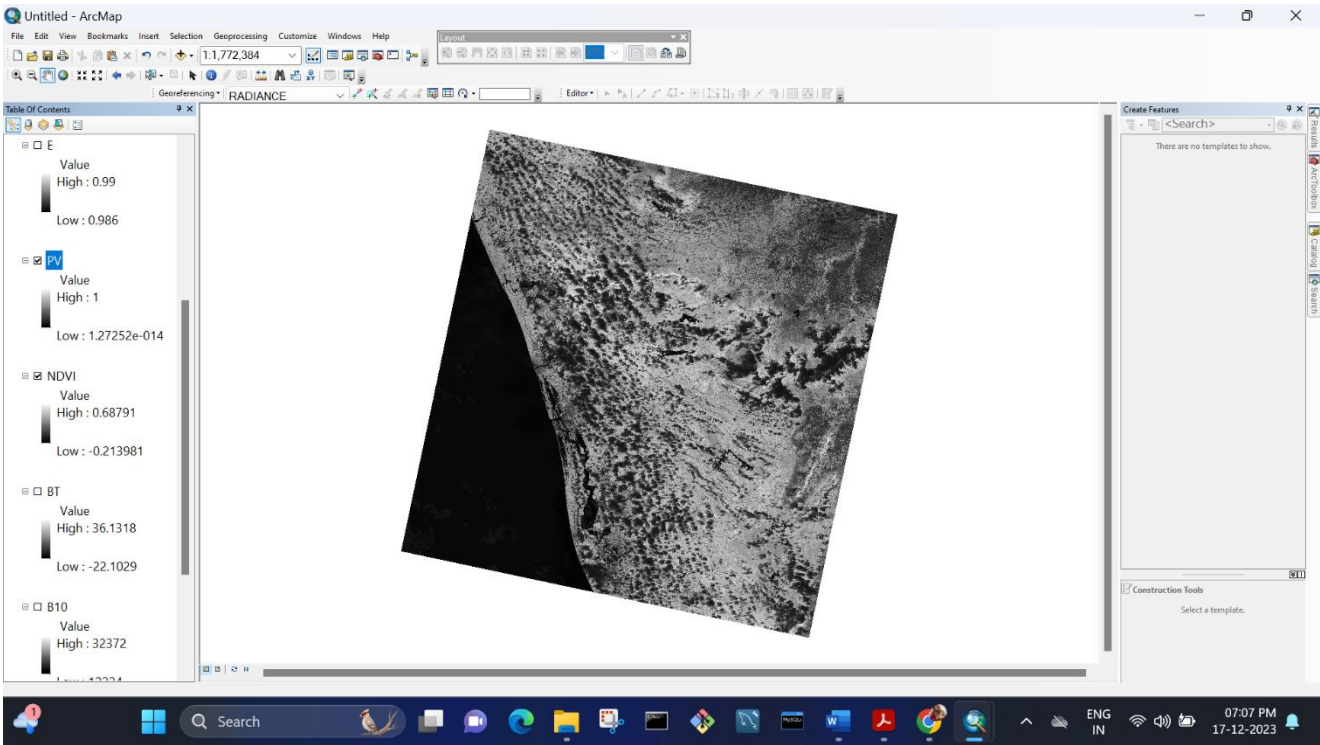 Untitled - ArcMap
File Edit View Bookmarks Insert Selection Geoprocessing Customize Windows Help
Layout
1:1,772,384
Georeferencing RADIANCE
Editor
Table Of Contents
E
Value
High : 0.99
Low : 0.986
PV
Value
High : 1
Low : 1.27252e-014
NDVI
Value
High : 0.68791
Low : -0.213981
BT
Value
High : 36.1318
Low : -22.1029
B10
Value
High : 32372
Create Features
<Search>
There are no templates to show.
Construction Tools
Select a template.
Results
ArcToolbox
Catalog
Search
1
Search
ENG
IN
07:07 PM
17-12-2023